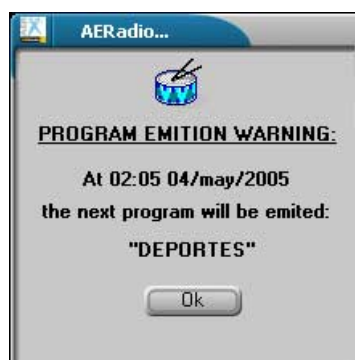 AERadio...
PROGRAM EMITION WARNING:
At 02:05 04/may/2005
the next program will be emited:
"DEPORTES"
Ok